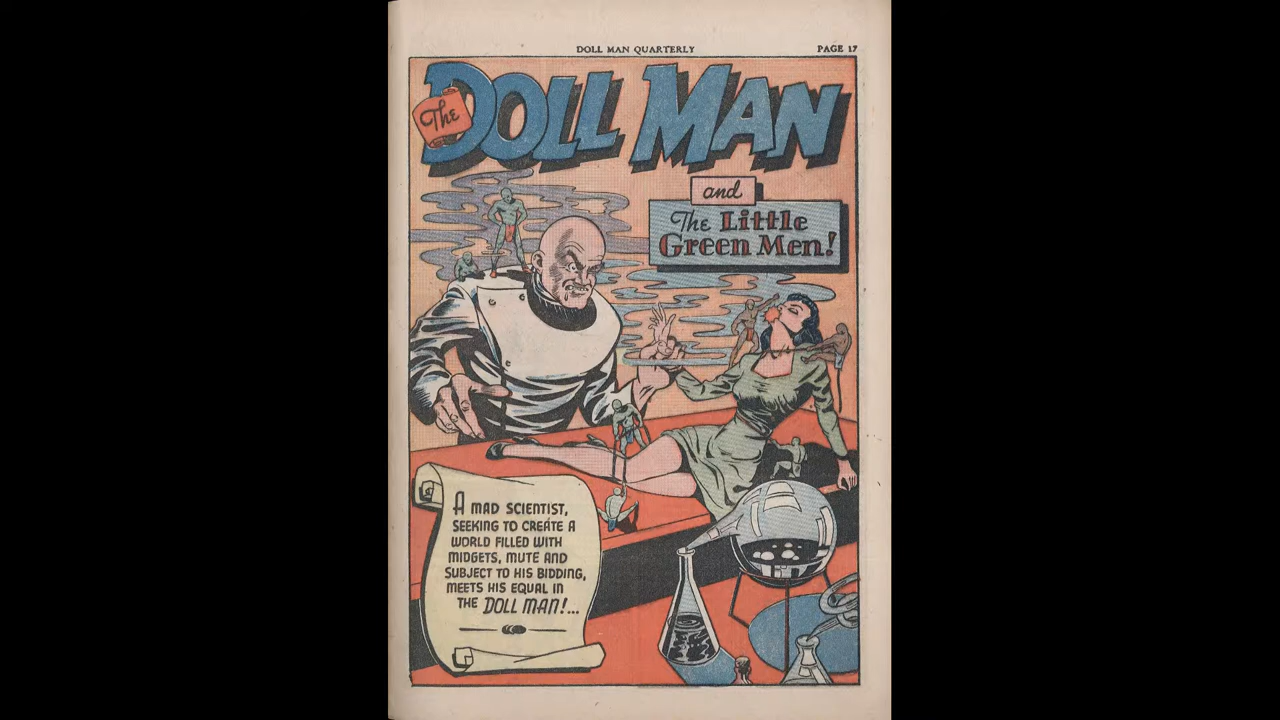 DOLL MAN QUARTERLY PAGE 17
The DOLL MAN
and
The Little
Green Men!
A MAD SCIENTIST,
SEEKING TO CREATE A
WORLD FILLED WITH
MIDGETS, MUTE AND
SUBJECT TO HIS BIDDING,
MEETS HIS EQUAL IN
THE DOLL MAN!...